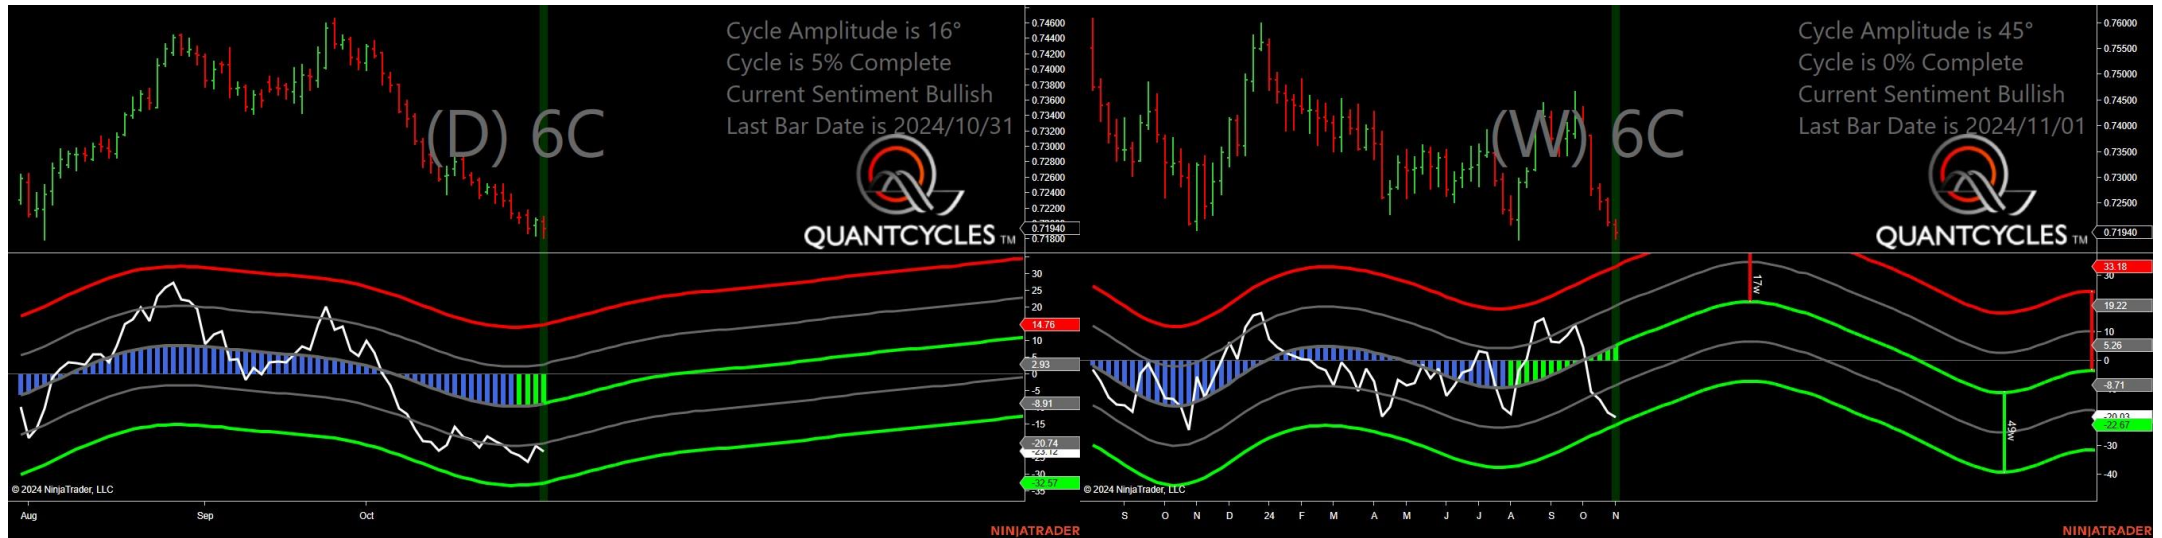 Cycle Amplitude is 16°
Cycle is 5% Complete
Current Sentiment Bullish
Last Bar Date is 2024/10/31
(D) 6C
QUANTCYCLES TM
0.74600
0.74400
0.74200
0.74000
0.73800
0.73600
0.73400
0.73200
0.73000
0.72800
0.72600
0.72400
0.72200
0.71940
0.71800
30
25
20
14.76
10
5
2.93
0
-5
-8.91
-15
-20.74
-23.12
-30
-32.57
-35
© 2024 NinjaTrader, LLC
Aug
Sep
Oct
NINJATRADER
Cycle Amplitude is 45°
Cycle is 0% Complete
Current Sentiment Bullish
Last Bar Date is 2024/11/01
(W) 6C
QUANTCYCLES TM
0.76000
0.75500
0.75000
0.74500
0.74000
0.73500
0.73000
0.72500
0.71940
17w
49w
33.18
30
19.22
10
5.26
0
-8.71
-20.03
-22.67
-30
-40
© 2024 NinjaTrader, LLC
S O N D 24 F M A M J J A S O N
NINJATRADER